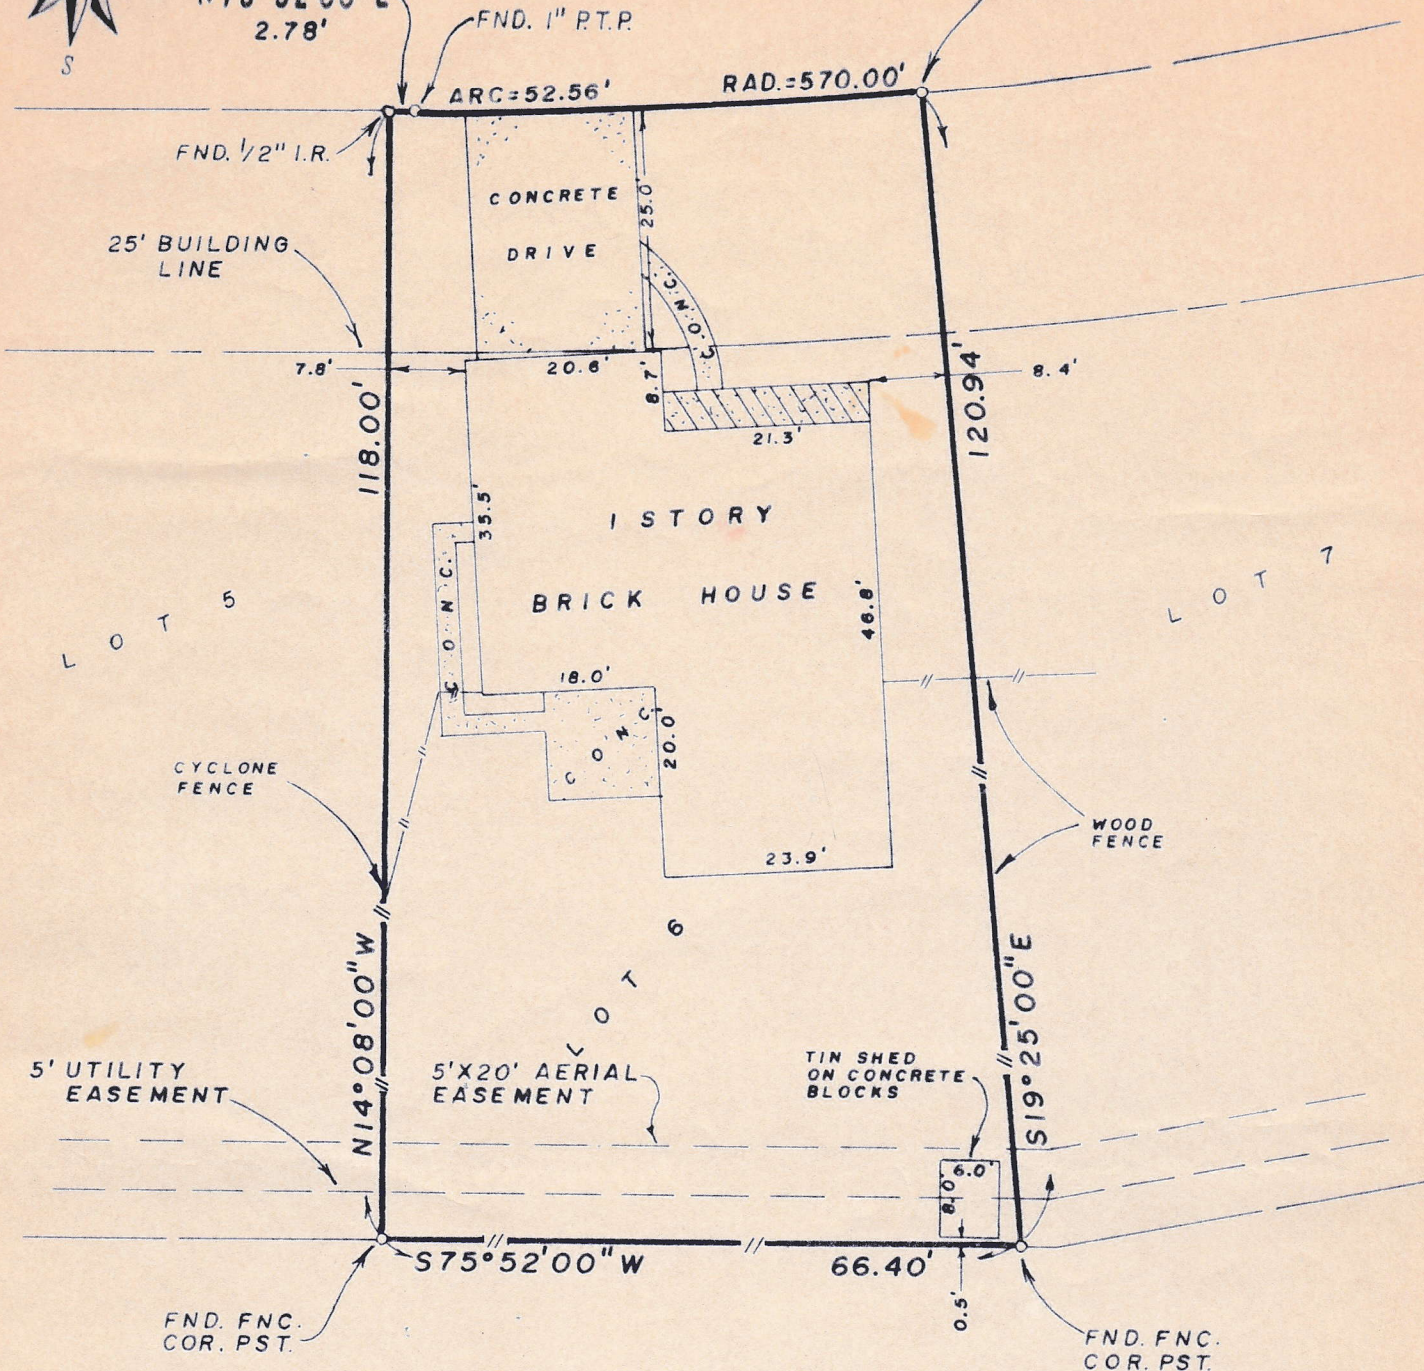 2.78'
S
FND. 1" P.T.P.
ARC=52.56'
RAD.=570.00'
FND. 1/2" I.R.
CONCRETE
DRIVE
25.0'
CONC.
25' BUILDING
LINE
7.8'
20.6'
8.7'
8.4'
21.3'
118.00'
120.94'
35.5'
1 STORY
BRICK HOUSE
46.8'
CONC.
LOT 5
LOT 7
18.0'
CONC.
20.0'
CYCLONE
FENCE
WOOD
FENCE
23.9'
LOT 6
N14°08'00"W
S19°25'00"E
5' UTILITY
EASEMENT
5'X20' AERIAL
EASEMENT
TIN SHED
ON CONCRETE
BLOCKS
6.0'
8.0'
S75°52'00"W
66.40'
0.5'
FND. FNC.
COR. PST.
FND. FNC.
COR. PST.